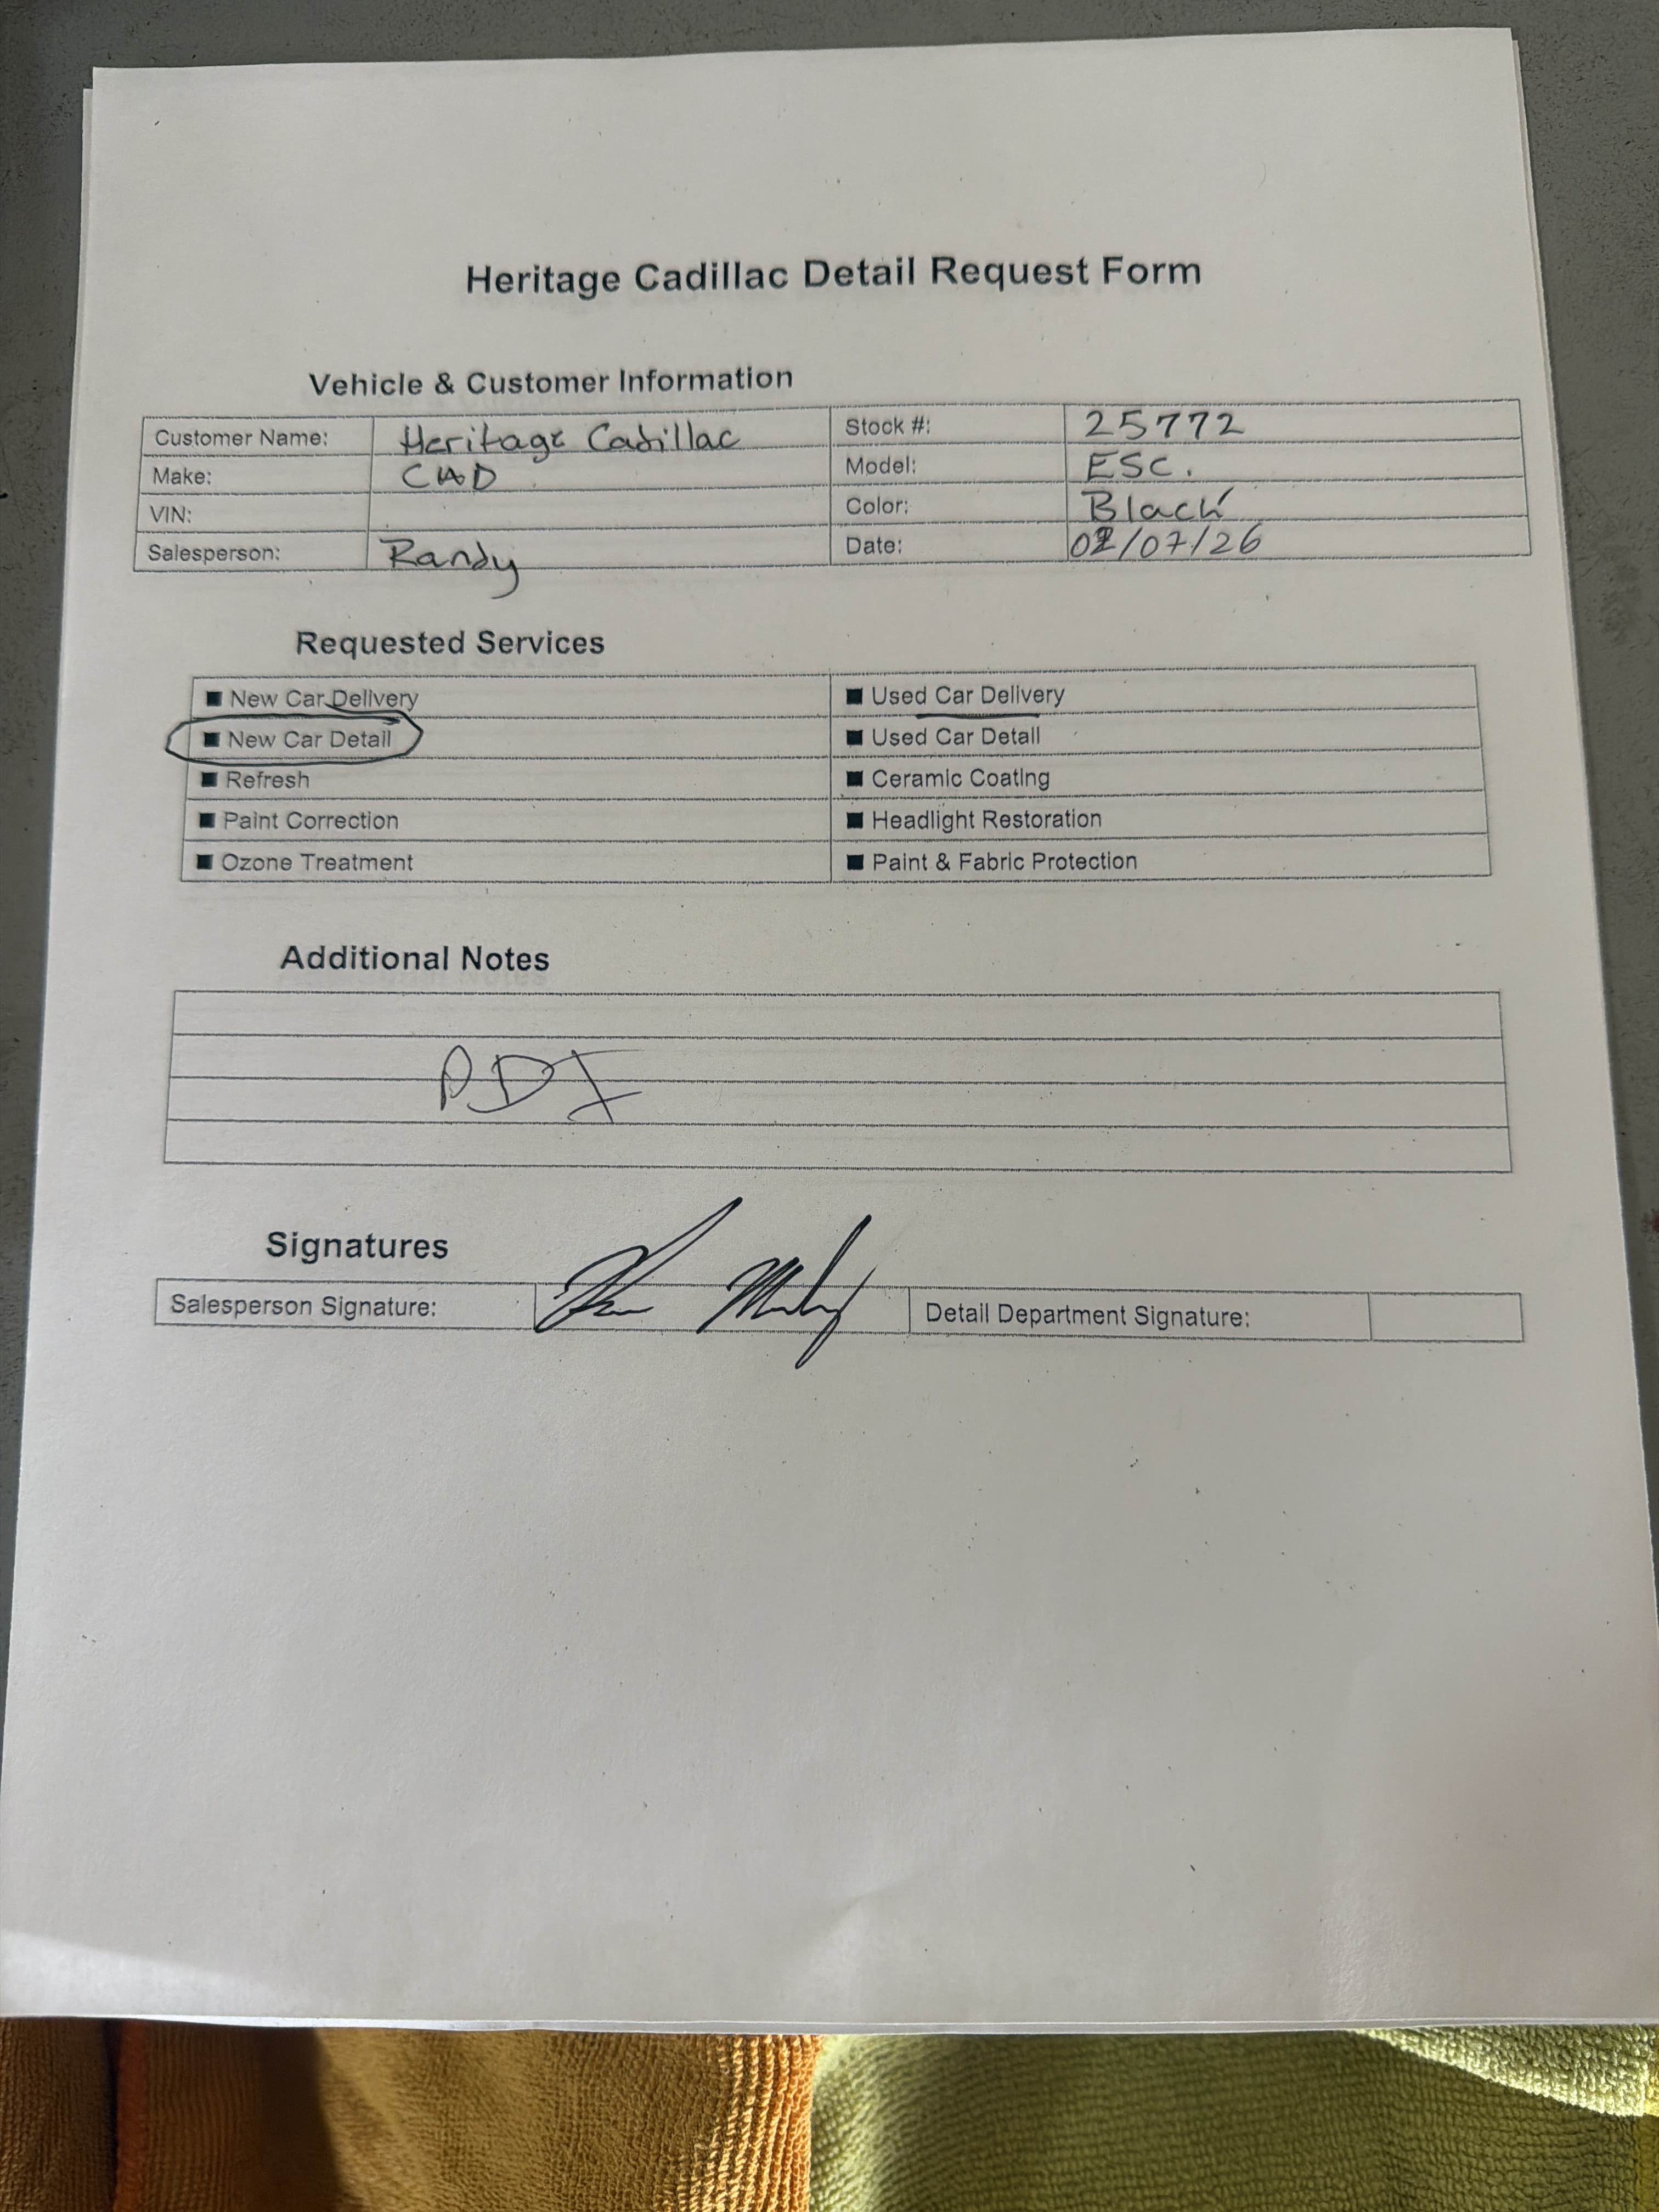 Heritage Cadillac Detail Request Form
Vehicle & Customer Information
Customer Name: Heritage Cadillac Stock #: 25772
Make: CAD Model: ESC.
VIN: Color: Black
Salesperson: Randy Date: 02/07/26
Requested Services
■ New Car Delivery ■ Used Car Delivery
■ New Car Detail ■ Used Car Detail
■ Refresh ■ Ceramic Coating
■ Paint Correction ■ Headlight Restoration
■ Ozone Treatment ■ Paint & Fabric Protection
Additional Notes
PDI
Signatures
Salesperson Signature: Detail Department Signature: